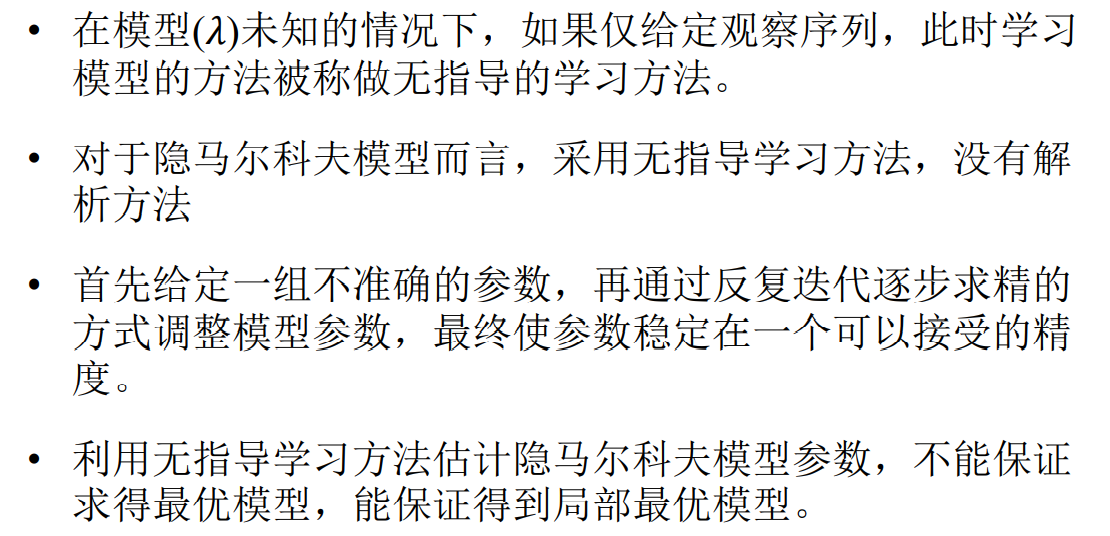 • 在模型(λ)未知的情况下，如果仅给定观察序列，此时学习
模型的方法被称做无指导的学习方法。
• 对于隐马尔科夫模型而言，采用无指导学习方法，没有解
析方法
• 首先给定一组不准确的参数，再通过反复迭代逐步求精的
方式调整模型参数，最终使参数稳定在一个可以接受的精
度。
• 利用无指导学习方法估计隐马尔科夫模型参数，不能保证
求得最优模型，能保证得到局部最优模型。